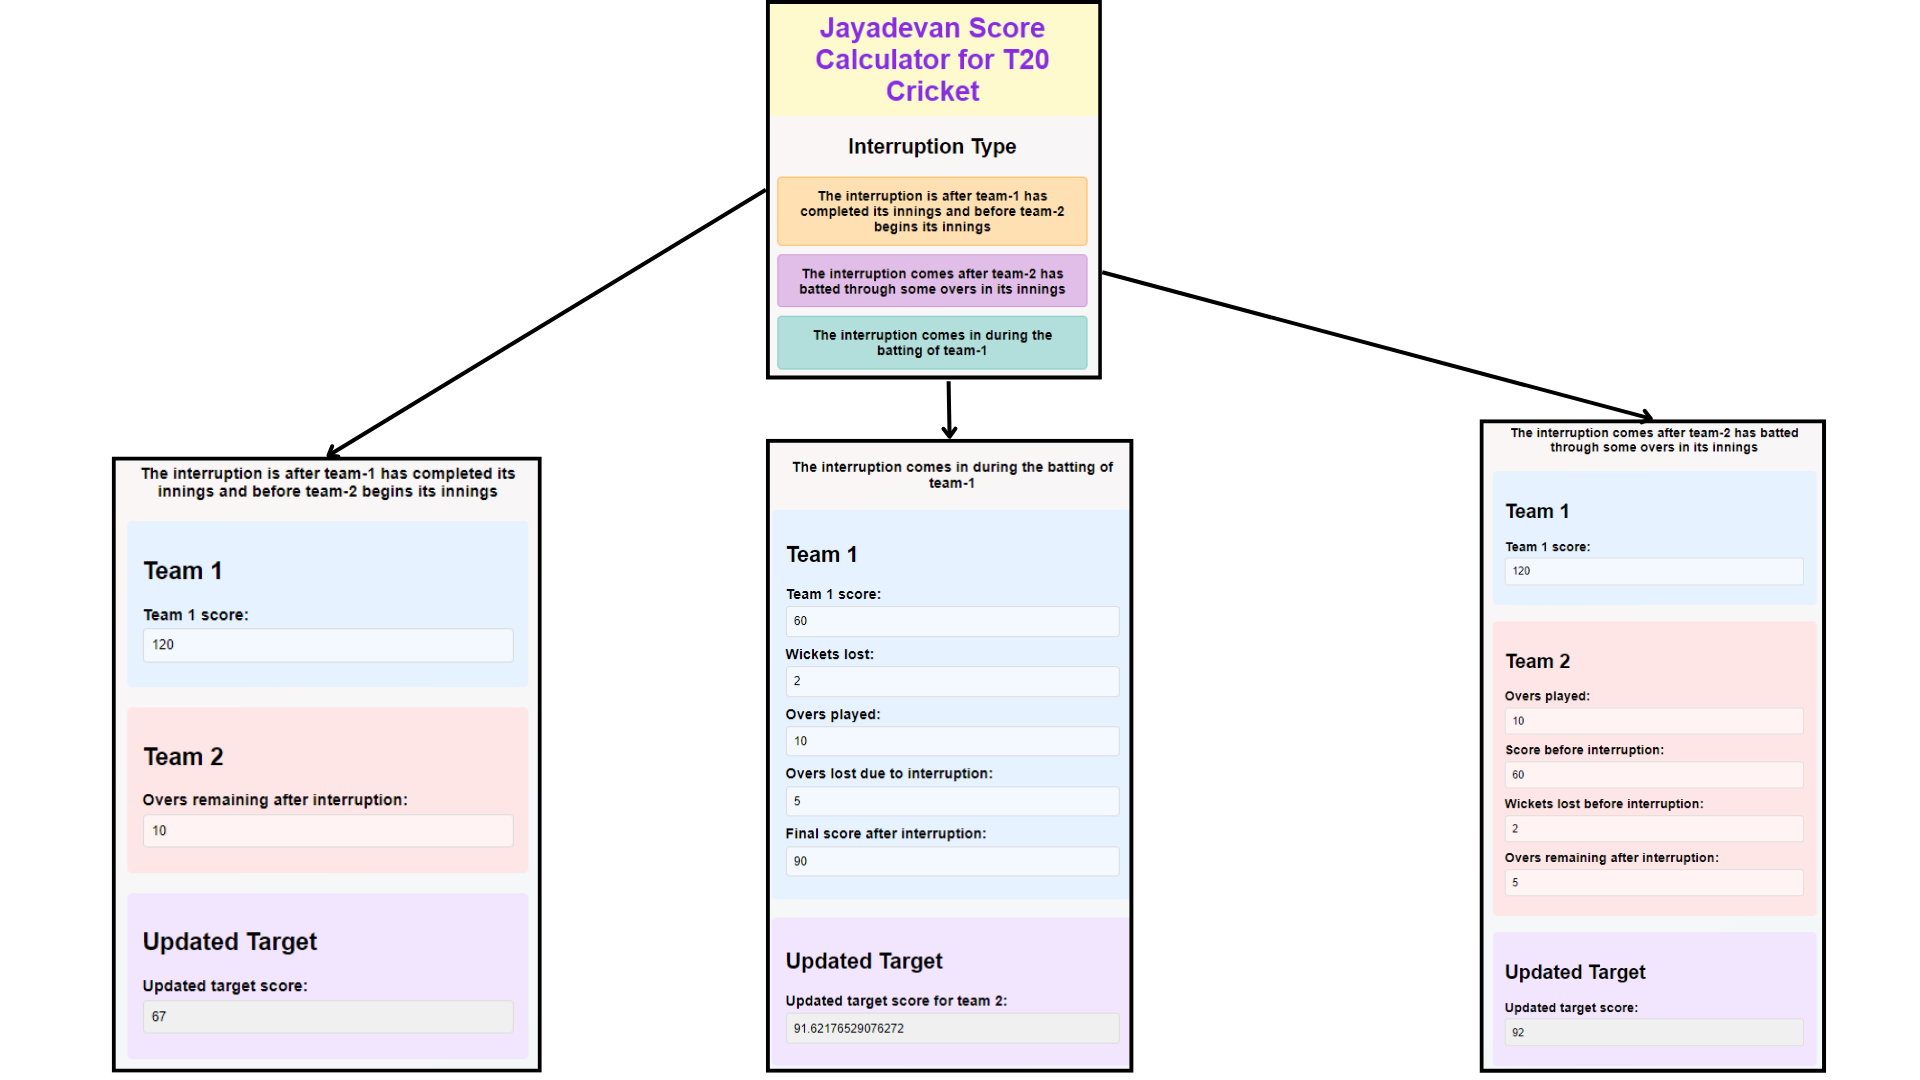 Jayadevan Score
Calculator for T20
Cricket
Interruption Type
The interruption is after team-1 has
completed its innings and before team-2
begins its innings
The interruption comes after team-2 has
batted through some overs in its innings
The interruption comes in during the
batting of team-1
The interruption is after team-1 has completed its
innings and before team-2 begins its innings
Team 1
Team 1 score:
120
Team 2
Overs remaining after interruption:
10
Updated Target
Updated target score:
67
The interruption comes in during the batting of
team-1
Team 1
Team 1 score:
60
Wickets lost:
2
Overs played:
10
Overs lost due to interruption:
5
Final score after interruption:
90
Updated Target
Updated target score for team 2:
91.62176529076272
The interruption comes after team-2 has batted
through some overs in its innings
Team 1
Team 1 score:
120
Team 2
Overs played:
10
Score before interruption:
60
Wickets lost before interruption:
2
Overs remaining after interruption:
5
Updated Target
Updated target score:
92